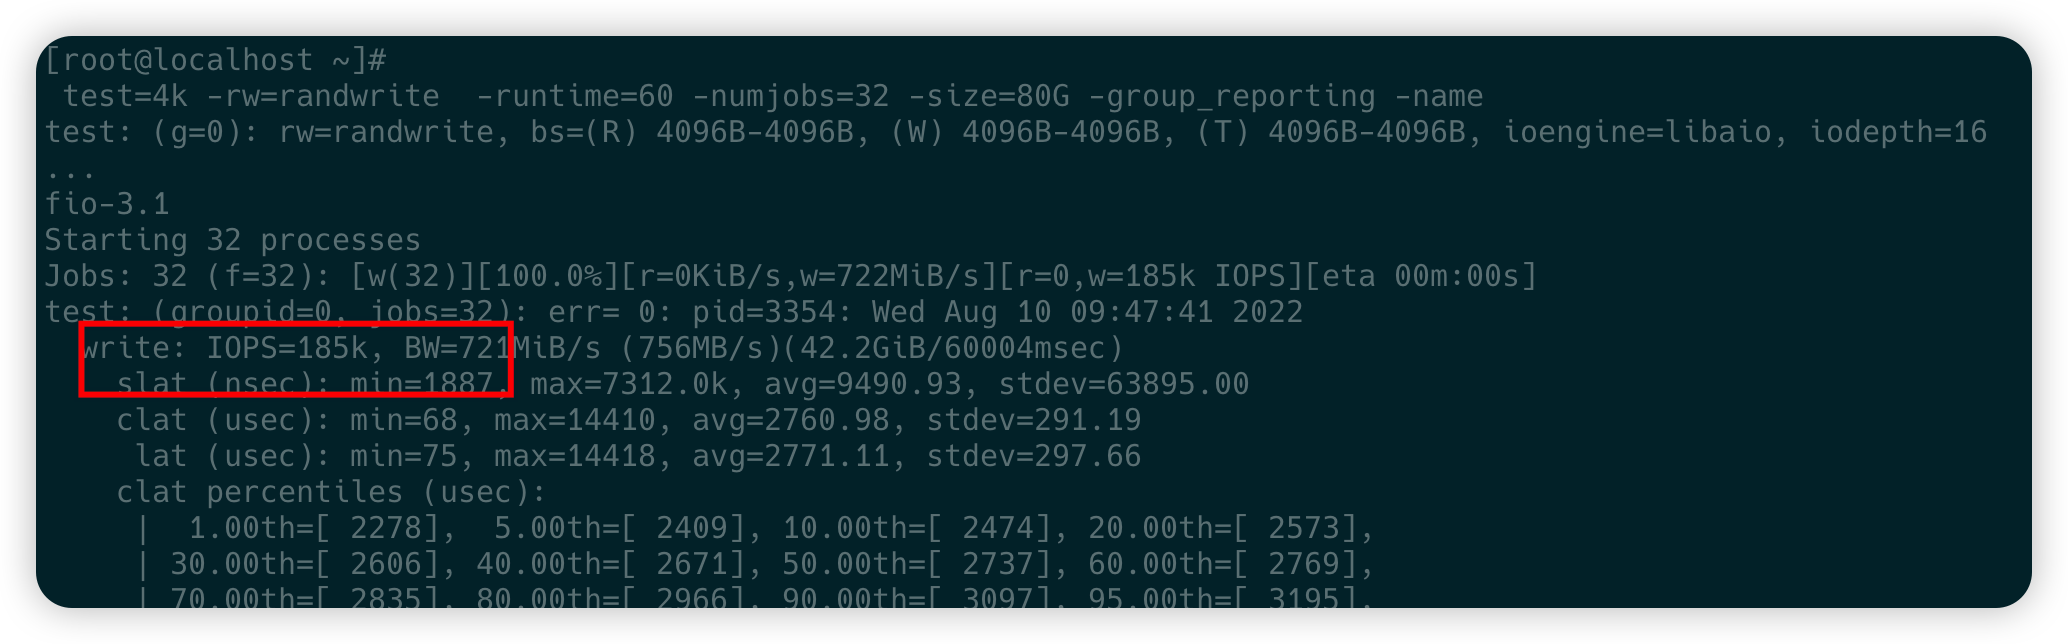 [root@localhost ~]#
 test=4k -rw=randwrite  -runtime=60 -numjobs=32 -size=80G -group_reporting -name
test: (g=0): rw=randwrite, bs=(R) 4096B-4096B, (W) 4096B-4096B, (T) 4096B-4096B, ioengine=libaio, iodepth=16
...
fio-3.1
Starting 32 processes
Jobs: 32 (f=32): [w(32)][100.0%][r=0KiB/s,w=722MiB/s][r=0,w=185k IOPS][eta 00m:00s]
test: (groupid=0, jobs=32): err= 0: pid=3354: Wed Aug 10 09:47:41 2022
  write: IOPS=185k, BW=721MiB/s (756MB/s)(42.2GiB/60004msec)
    slat (nsec): min=1887, max=7312.0k, avg=9490.93, stdev=63895.00
    clat (usec): min=68, max=14410, avg=2760.98, stdev=291.19
     lat (usec): min=75, max=14418, avg=2771.11, stdev=297.66
    clat percentiles (usec):
     |  1.00th=[ 2278],  5.00th=[ 2409], 10.00th=[ 2474], 20.00th=[ 2573],
     | 30.00th=[ 2606], 40.00th=[ 2671], 50.00th=[ 2737], 60.00th=[ 2769],
     | 70.00th=[ 2835], 80.00th=[ 2966], 90.00th=[ 3097], 95.00th=[ 3195],